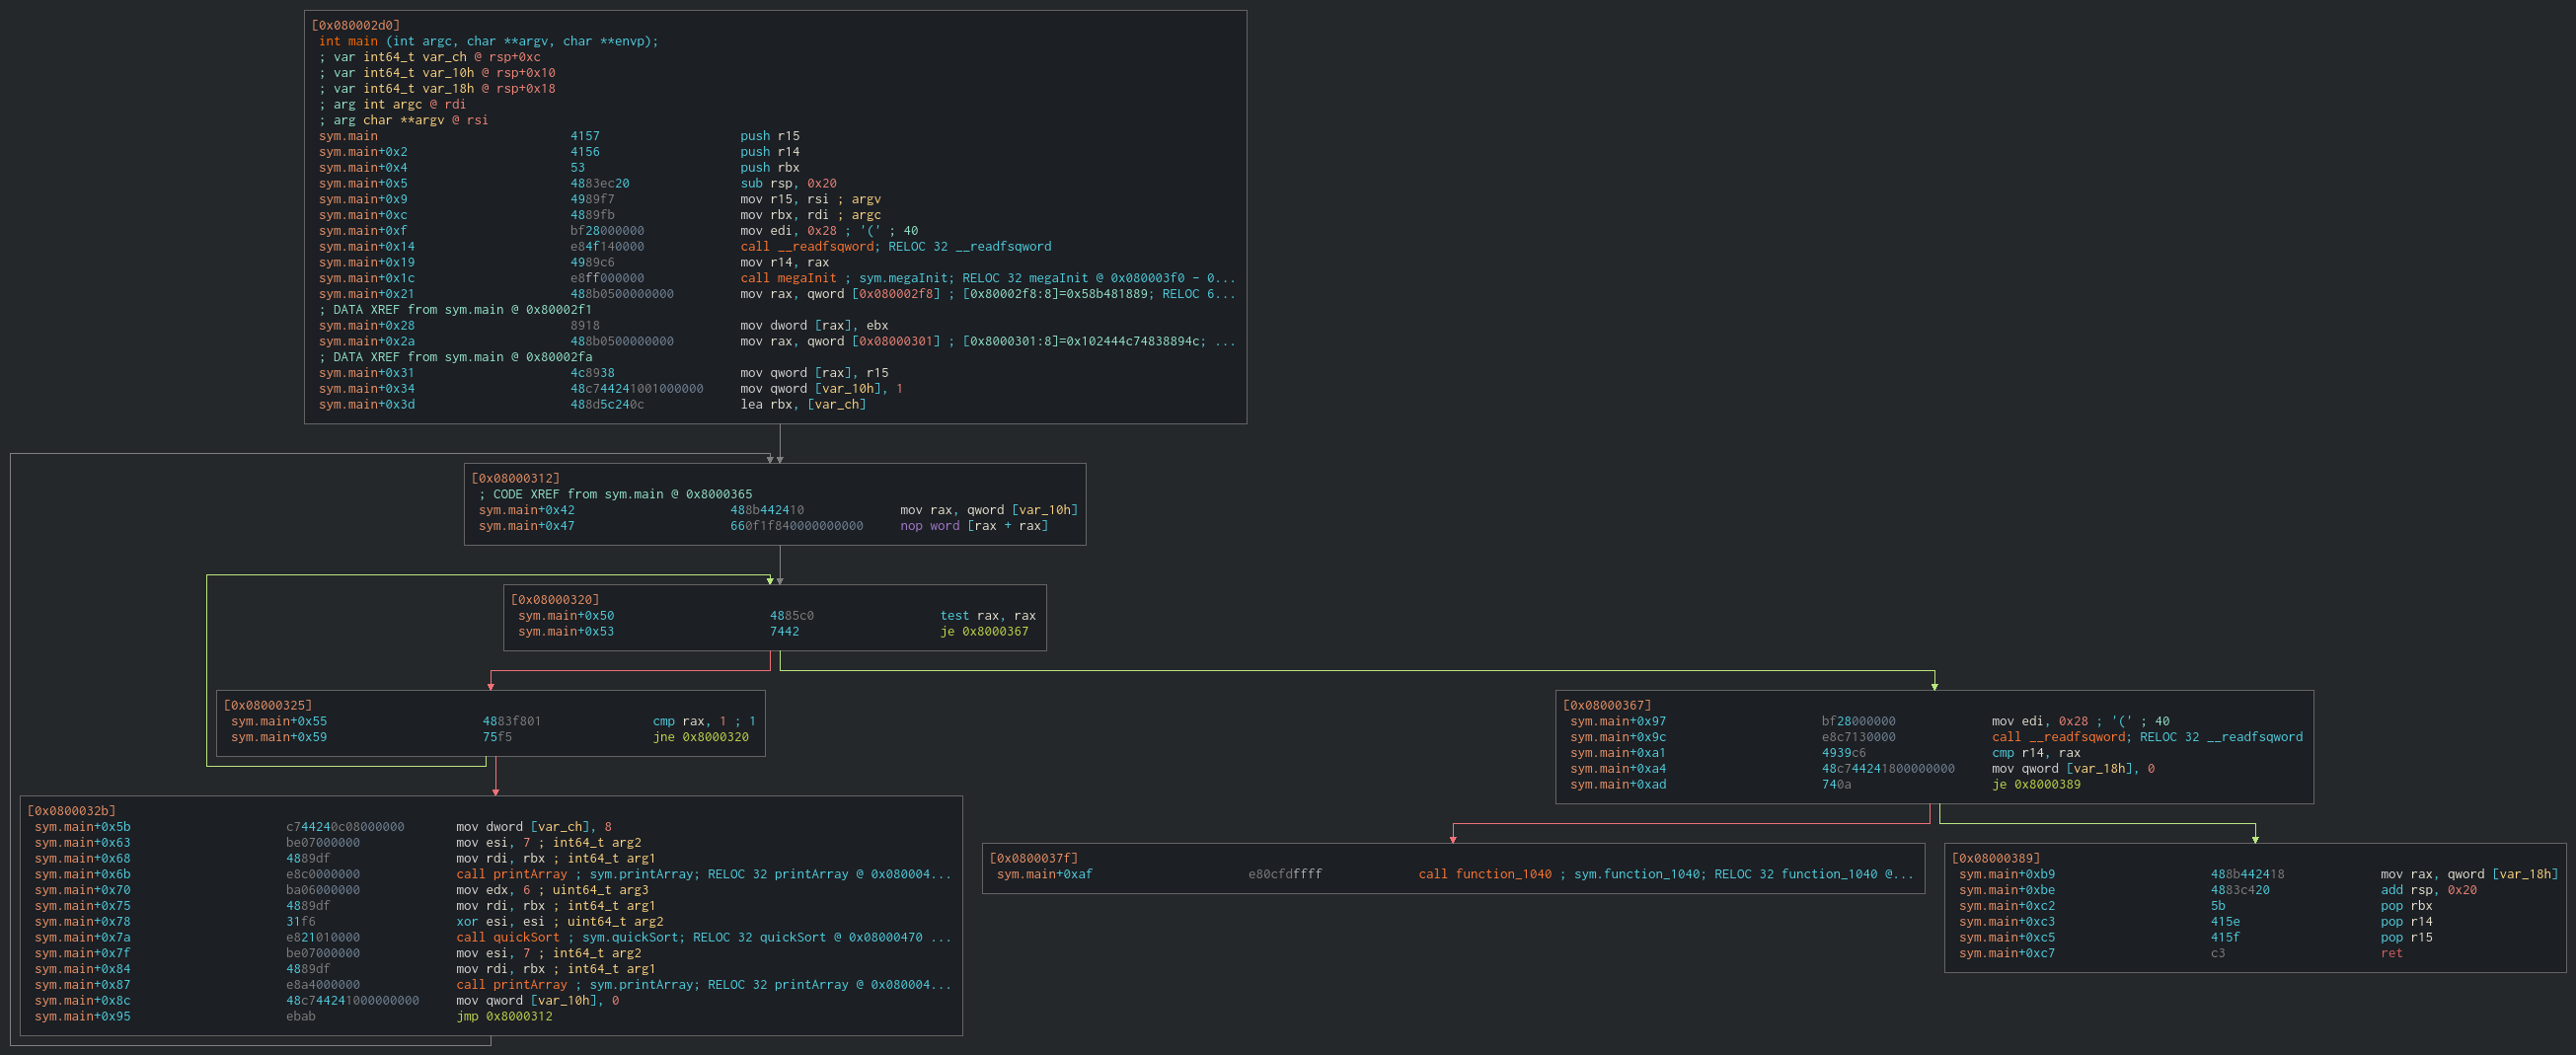 [0x080002d0]
int main (int argc, char **argv, char **envp);
; var int64_t var_ch @ rsp+0xc
; var int64_t var_10h @ rsp+0x10
; var int64_t var_18h @ rsp+0x18
; arg int argc @ rdi
; arg char **argv @ rsi
sym.main 4157 push r15
sym.main+0x2 4156 push r14
sym.main+0x4 53 push rbx
sym.main+0x5 4883ec20 sub rsp, 0x20
sym.main+0x9 4989f7 mov r15, rsi ; argv
sym.main+0xc 4889fb mov rbx, rdi ; argc
sym.main+0xf bf28000000 mov edi, 0x28 ; '(' ; 40
sym.main+0x14 e84f140000 call __readfsqword; RELOC 32 __readfsqword
sym.main+0x19 4989c6 mov r14, rax
sym.main+0x1c e8ff000000 call megaInit ; sym.megaInit; RELOC 32 megaInit @ 0x080003f0 - 0...
sym.main+0x21 488b0500000000 mov rax, qword [0x080002f8] ; [0x80002f8:8]=0x58b481889; RELOC 6...
; DATA XREF from sym.main @ 0x80002f1
sym.main+0x28 8918 mov dword [rax], ebx
sym.main+0x2a 488b0500000000 mov rax, qword [0x08000301] ; [0x8000301:8]=0x102444c74838894c; ...
; DATA XREF from sym.main @ 0x80002fa
sym.main+0x31 4c8938 mov qword [rax], r15
sym.main+0x34 48c744241001000000 mov qword [var_10h], 1
sym.main+0x3d 488d5c240c lea rbx, [var_ch]
[0x08000312]
; CODE XREF from sym.main @ 0x8000365
sym.main+0x42 488b442410 mov rax, qword [var_10h]
sym.main+0x47 660f1f840000000000 nop word [rax + rax]
[0x08000320]
sym.main+0x50 4885c0 test rax, rax
sym.main+0x53 7442 je 0x8000367
[0x08000325]
sym.main+0x55 4883f801 cmp rax, 1 ; 1
sym.main+0x59 75f5 jne 0x8000320
[0x0800032b]
sym.main+0x5b c744240c08000000 mov dword [var_ch], 8
sym.main+0x63 be07000000 mov esi, 7 ; int64_t arg2
sym.main+0x68 4889df mov rdi, rbx ; int64_t arg1
sym.main+0x6b e8c0000000 call printArray ; sym.printArray; RELOC 32 printArray @ 0x080004...
sym.main+0x70 ba06000000 mov edx, 6 ; uint64_t arg3
sym.main+0x75 4889df mov rdi, rbx ; int64_t arg1
sym.main+0x78 31f6 xor esi, esi ; uint64_t arg2
sym.main+0x7a e821010000 call quickSort ; sym.quickSort; RELOC 32 quickSort @ 0x08000470 ...
sym.main+0x7f be07000000 mov esi, 7 ; int64_t arg2
sym.main+0x84 4889df mov rdi, rbx ; int64_t arg1
sym.main+0x87 e8a4000000 call printArray ; sym.printArray; RELOC 32 printArray @ 0x080004...
sym.main+0x8c 48c744241000000000 mov qword [var_10h], 0
sym.main+0x95 ebab jmp 0x8000312
[0x08000367]
sym.main+0x97 bf28000000 mov edi, 0x28 ; '(' ; 40
sym.main+0x9c e8c7130000 call __readfsqword; RELOC 32 __readfsqword
sym.main+0xa1 4939c6 cmp r14, rax
sym.main+0xa4 48c744241800000000 mov qword [var_18h], 0
sym.main+0xad 740a je 0x8000389
[0x0800037f]
sym.main+0xaf e80cfdffff call function_1040 ; sym.function_1040; RELOC 32 function_1040 @...
[0x08000389]
sym.main+0xb9 488b442418 mov rax, qword [var_18h]
sym.main+0xbe 4883c420 add rsp, 0x20
sym.main+0xc2 5b pop rbx
sym.main+0xc3 415e pop r14
sym.main+0xc5 415f pop r15
sym.main+0xc7 c3 ret